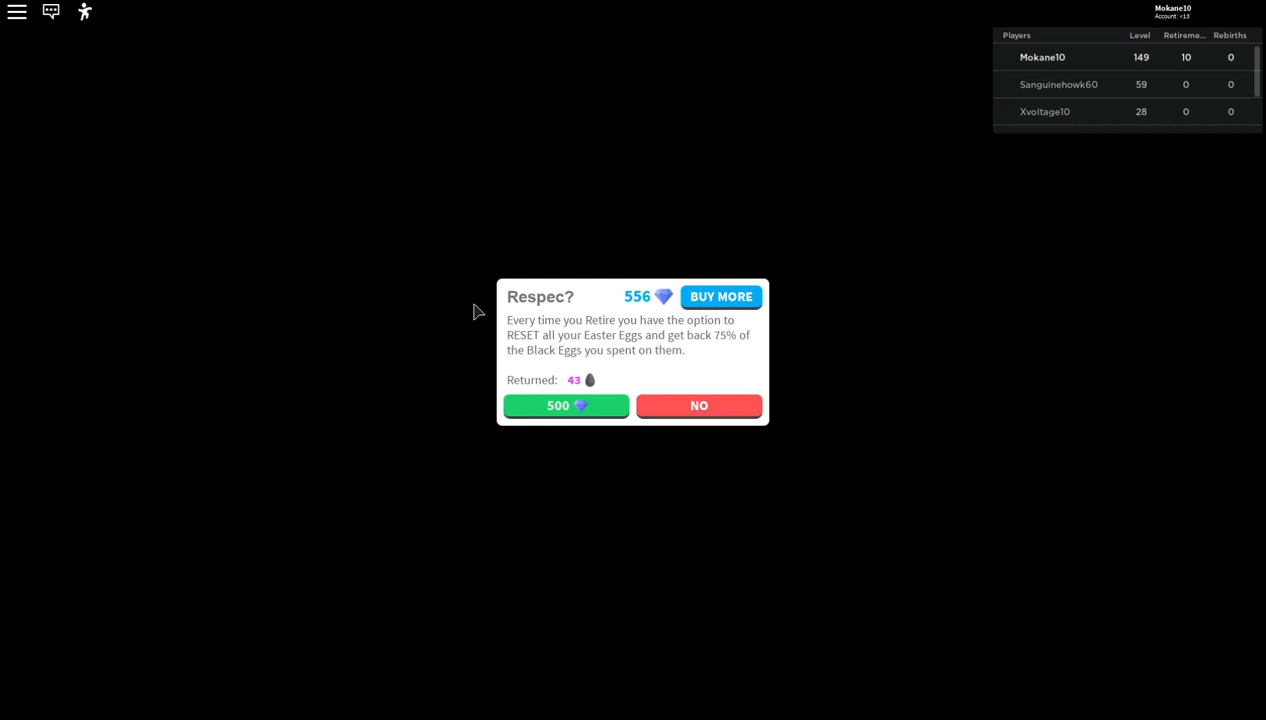 Mokane10
Account: <13
Players Level Retireme... Rebirths
Mokane10 149 10 0
Sanguinehowk60 59 0 0
Xvoltage10 28 0 0
Respec? 556 BUY MORE
Every time you Retire you have the option to
RESET all your Easter Eggs and get back 75% of
the Black Eggs you spent on them.
Returned: 43
500 NO